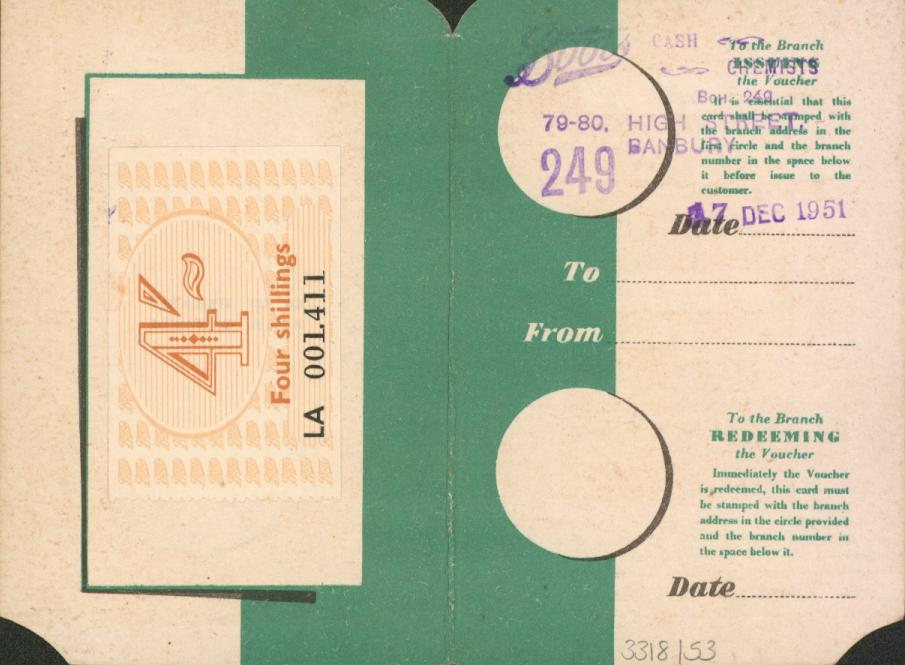 4/-
Four shillings
LA 001411
Boots CASH
CHEMISTS
BCH. 249
79-80, HIGH STREET,
BANBURY
249
To the Branch
ISSUING
the Voucher
It is essential that this
card shall be stamped with
the branch address in the
first circle and the branch
number in the space below
it before issue to the
customer.
Date 17 DEC 1951
To
From
To the Branch
REDEEMING
the Voucher
Immediately the Voucher
is redeemed, this card must
be stamped with the branch
address in the circle provided
and the branch number in
the space below it.
Date
3318/53